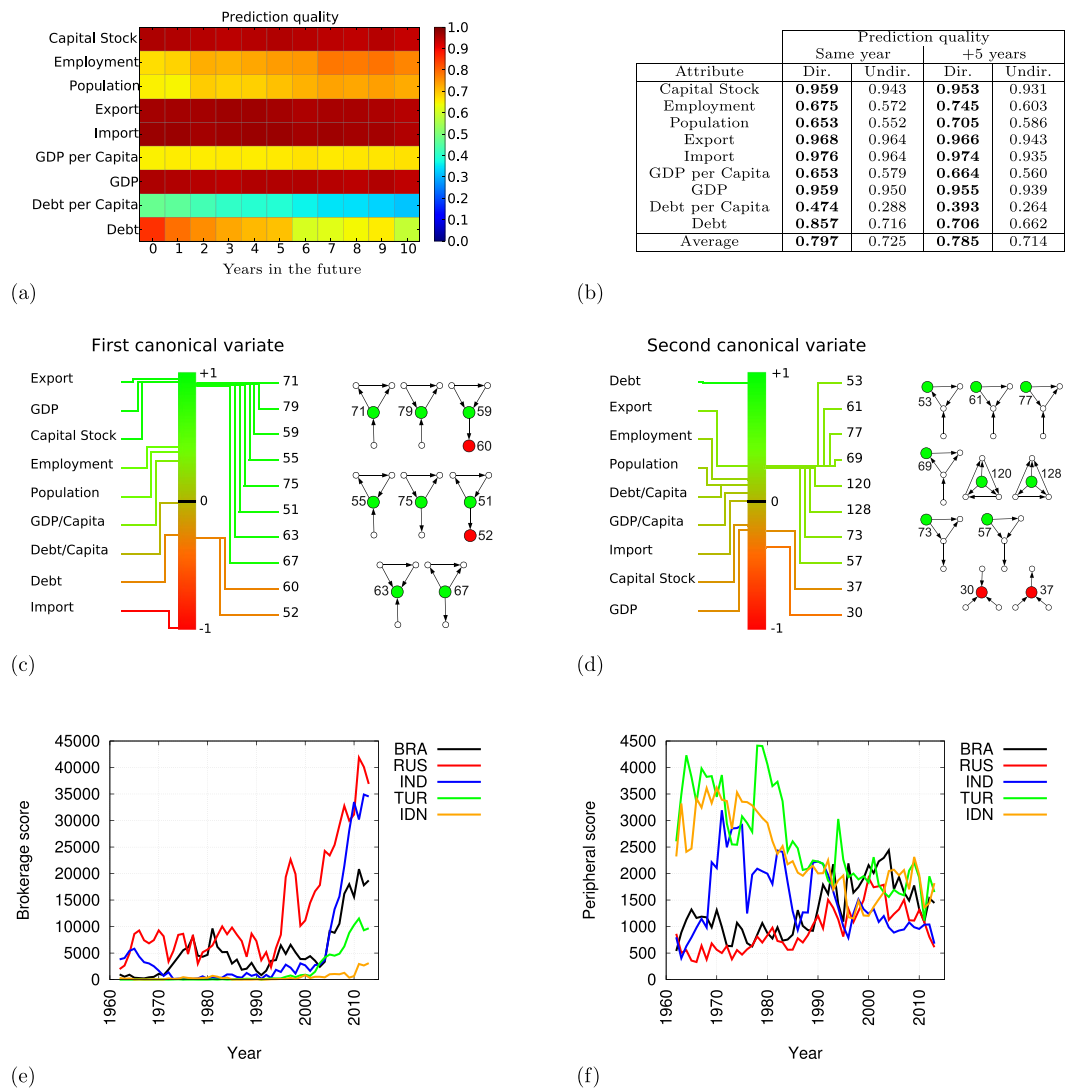 Prediction quality
Capital Stock
Employment
Population
Export
Import
GDP per Capita
GDP
Debt per Capita
Debt
0 1 2 3 4 5 6 7 8 9 10
Years in the future
1.0
0.9
0.8
0.7
0.6
0.5
0.4
0.3
0.2
0.1
0.0
(a)
Prediction quality
Same year +5 years
Attribute Dir. Undir. Dir. Undir.
Capital Stock 0.959 0.943 0.953 0.931
Employment 0.675 0.572 0.745 0.603
Population 0.653 0.552 0.705 0.586
Export 0.968 0.964 0.966 0.943
Import 0.976 0.964 0.974 0.935
GDP per Capita 0.653 0.579 0.664 0.560
GDP 0.959 0.950 0.955 0.939
Debt per Capita 0.474 0.288 0.393 0.264
Debt 0.857 0.716 0.706 0.662
Average 0.797 0.725 0.785 0.714
(b)
First canonical variate
Export
GDP
Capital Stock
Employment
Population
GDP/Capita
Debt/Capita
Debt
Import
+1
0
-1
71
79
59
55
75
51
63
67
60
52
71 79 59
60
55 75 51
52
63 67
(c)
Second canonical variate
Debt
Export
Employment
Population
Debt/Capita
GDP/Capita
Import
Capital Stock
GDP
+1
0
-1
53
61
77
69
120
128
73
57
37
30
53 61 77
69 120 128
73 57
30 37
(d)
45000
40000
35000
30000
25000
20000
15000
10000
5000
0
Brokerage score
1960 1970 1980 1990 2000 2010
Year
BRA
RUS
IND
TUR
IDN
(e)
4500
4000
3500
3000
2500
2000
1500
1000
500
0
Peripheral score
1960 1970 1980 1990 2000 2010
Year
BRA
RUS
IND
TUR
IDN
(f)